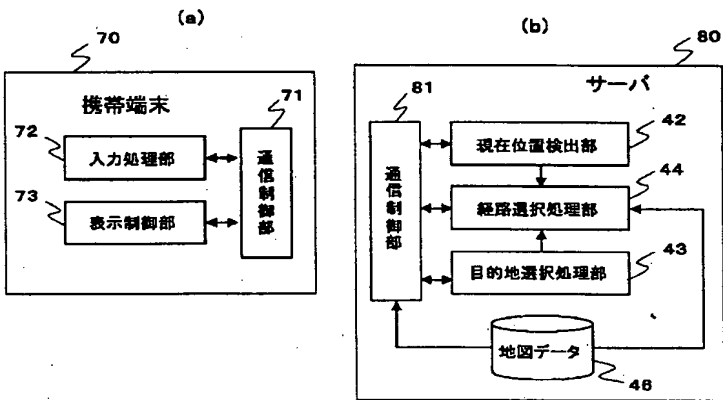 (a)
70
携帯端末
71
72
入力処理部
73
表示制御部
通信制御部
(b)
80
サーバ
81
通信制御部
現在位置検出部
42
44
経路選択処理部
目的地選択処理部
43
地図データ
46